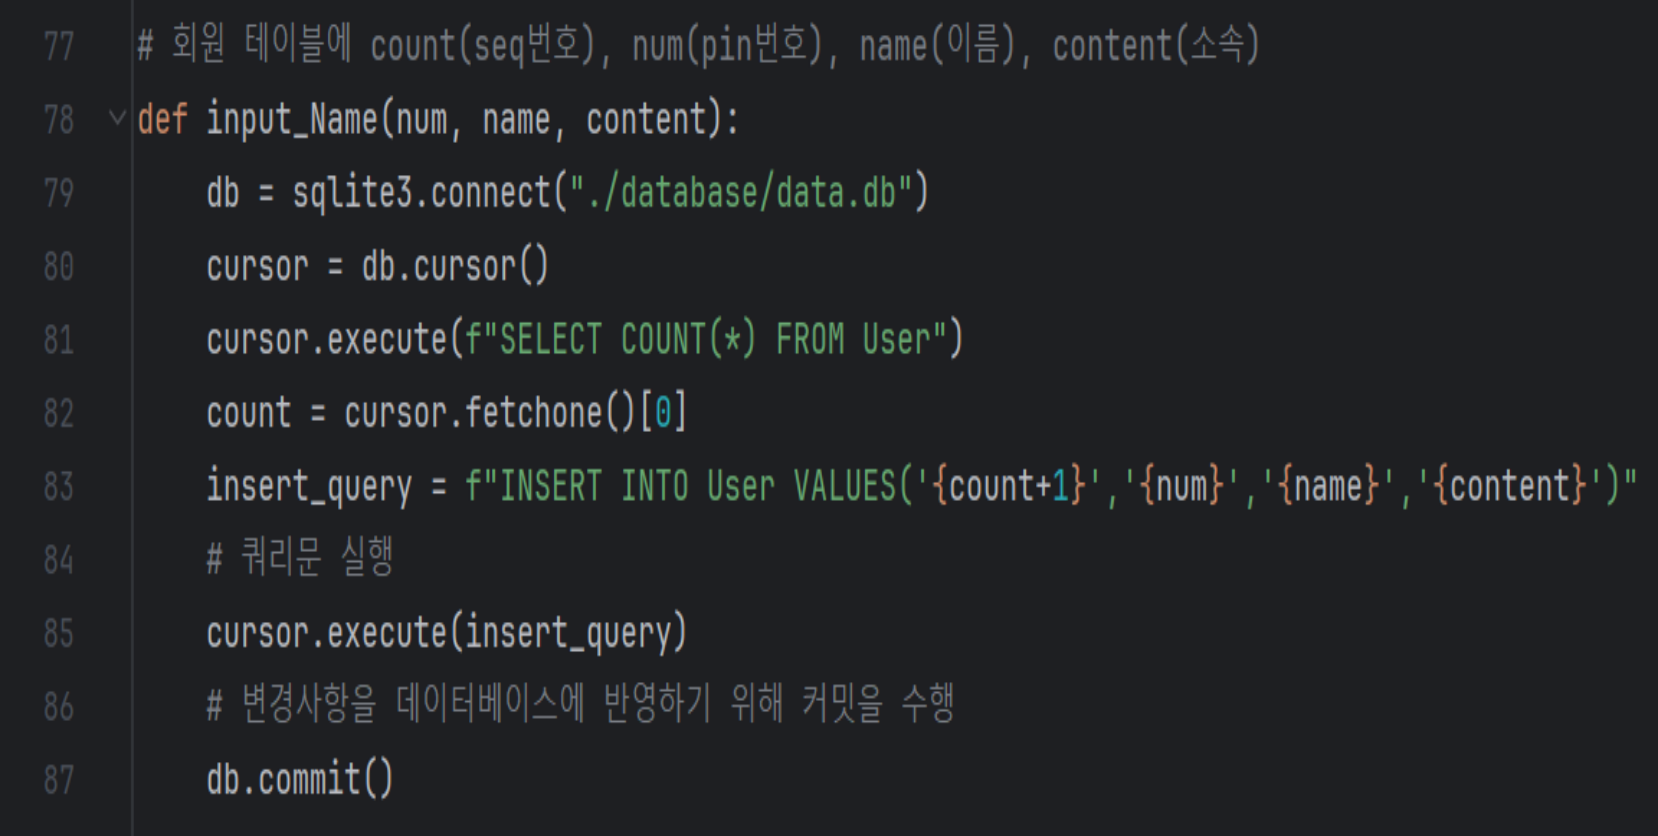 77 # 회원 테이블에 count(seq번호), num(pin번호), name(이름), content(소속)
78 def input_Name(num, name, content):
79 db = sqlite3.connect("./database/data.db")
80 cursor = db.cursor()
81 cursor.execute(f"SELECT COUNT(*) FROM User")
82 count = cursor.fetchone()[0]
83 insert_query = f"INSERT INTO User VALUES('{count+1}','{num}','{name}','{content}')"
84 # 쿼리문 실행
85 cursor.execute(insert_query)
86 # 변경사항을 데이터베이스에 반영하기 위해 커밋을 수행
87 db.commit()